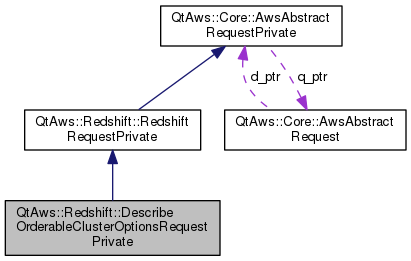 QtAws::Core::AwsAbstract
RequestPrivate
d_ptr
q_ptr
QtAws::Redshift::Redshift
RequestPrivate
QtAws::Core::AwsAbstract
Request
QtAws::Redshift::Describe
OrderableClusterOptionsRequest
Private